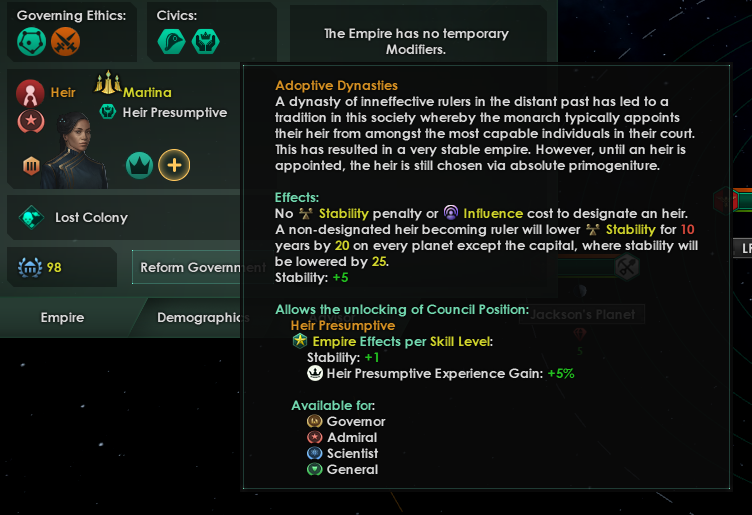 Governing Ethics:
Civics:
The Empire has no temporary
Modifiers.
Heir
Martina
Heir Presumptive
Lost Colony
98
Reform Government
Empire
Demographics
Adoptive Dynasties
A dynasty of inneffective rulers in the distant past has led to a
tradition in this society whereby the monarch typically appoints
their heir from amongst the most capable individuals in their court.
This has resulted in a very stable empire. However, until an heir is
appointed, the heir is still chosen via absolute primogeniture.
Effects:
No Stability penalty or Influence cost to designate an heir.
A non-designated heir becoming ruler will lower Stability for 10
years by 20 on every planet except the capital, where stability will
be lowered by 25.
Stability: +5
Allows the unlocking of Council Position:
Heir Presumptive
Empire Effects per Skill Level:
Stability: +1
Heir Presumptive Experience Gain: +5%
Available for:
Governor
Admiral
Scientist
General
Jackson's Planet
5